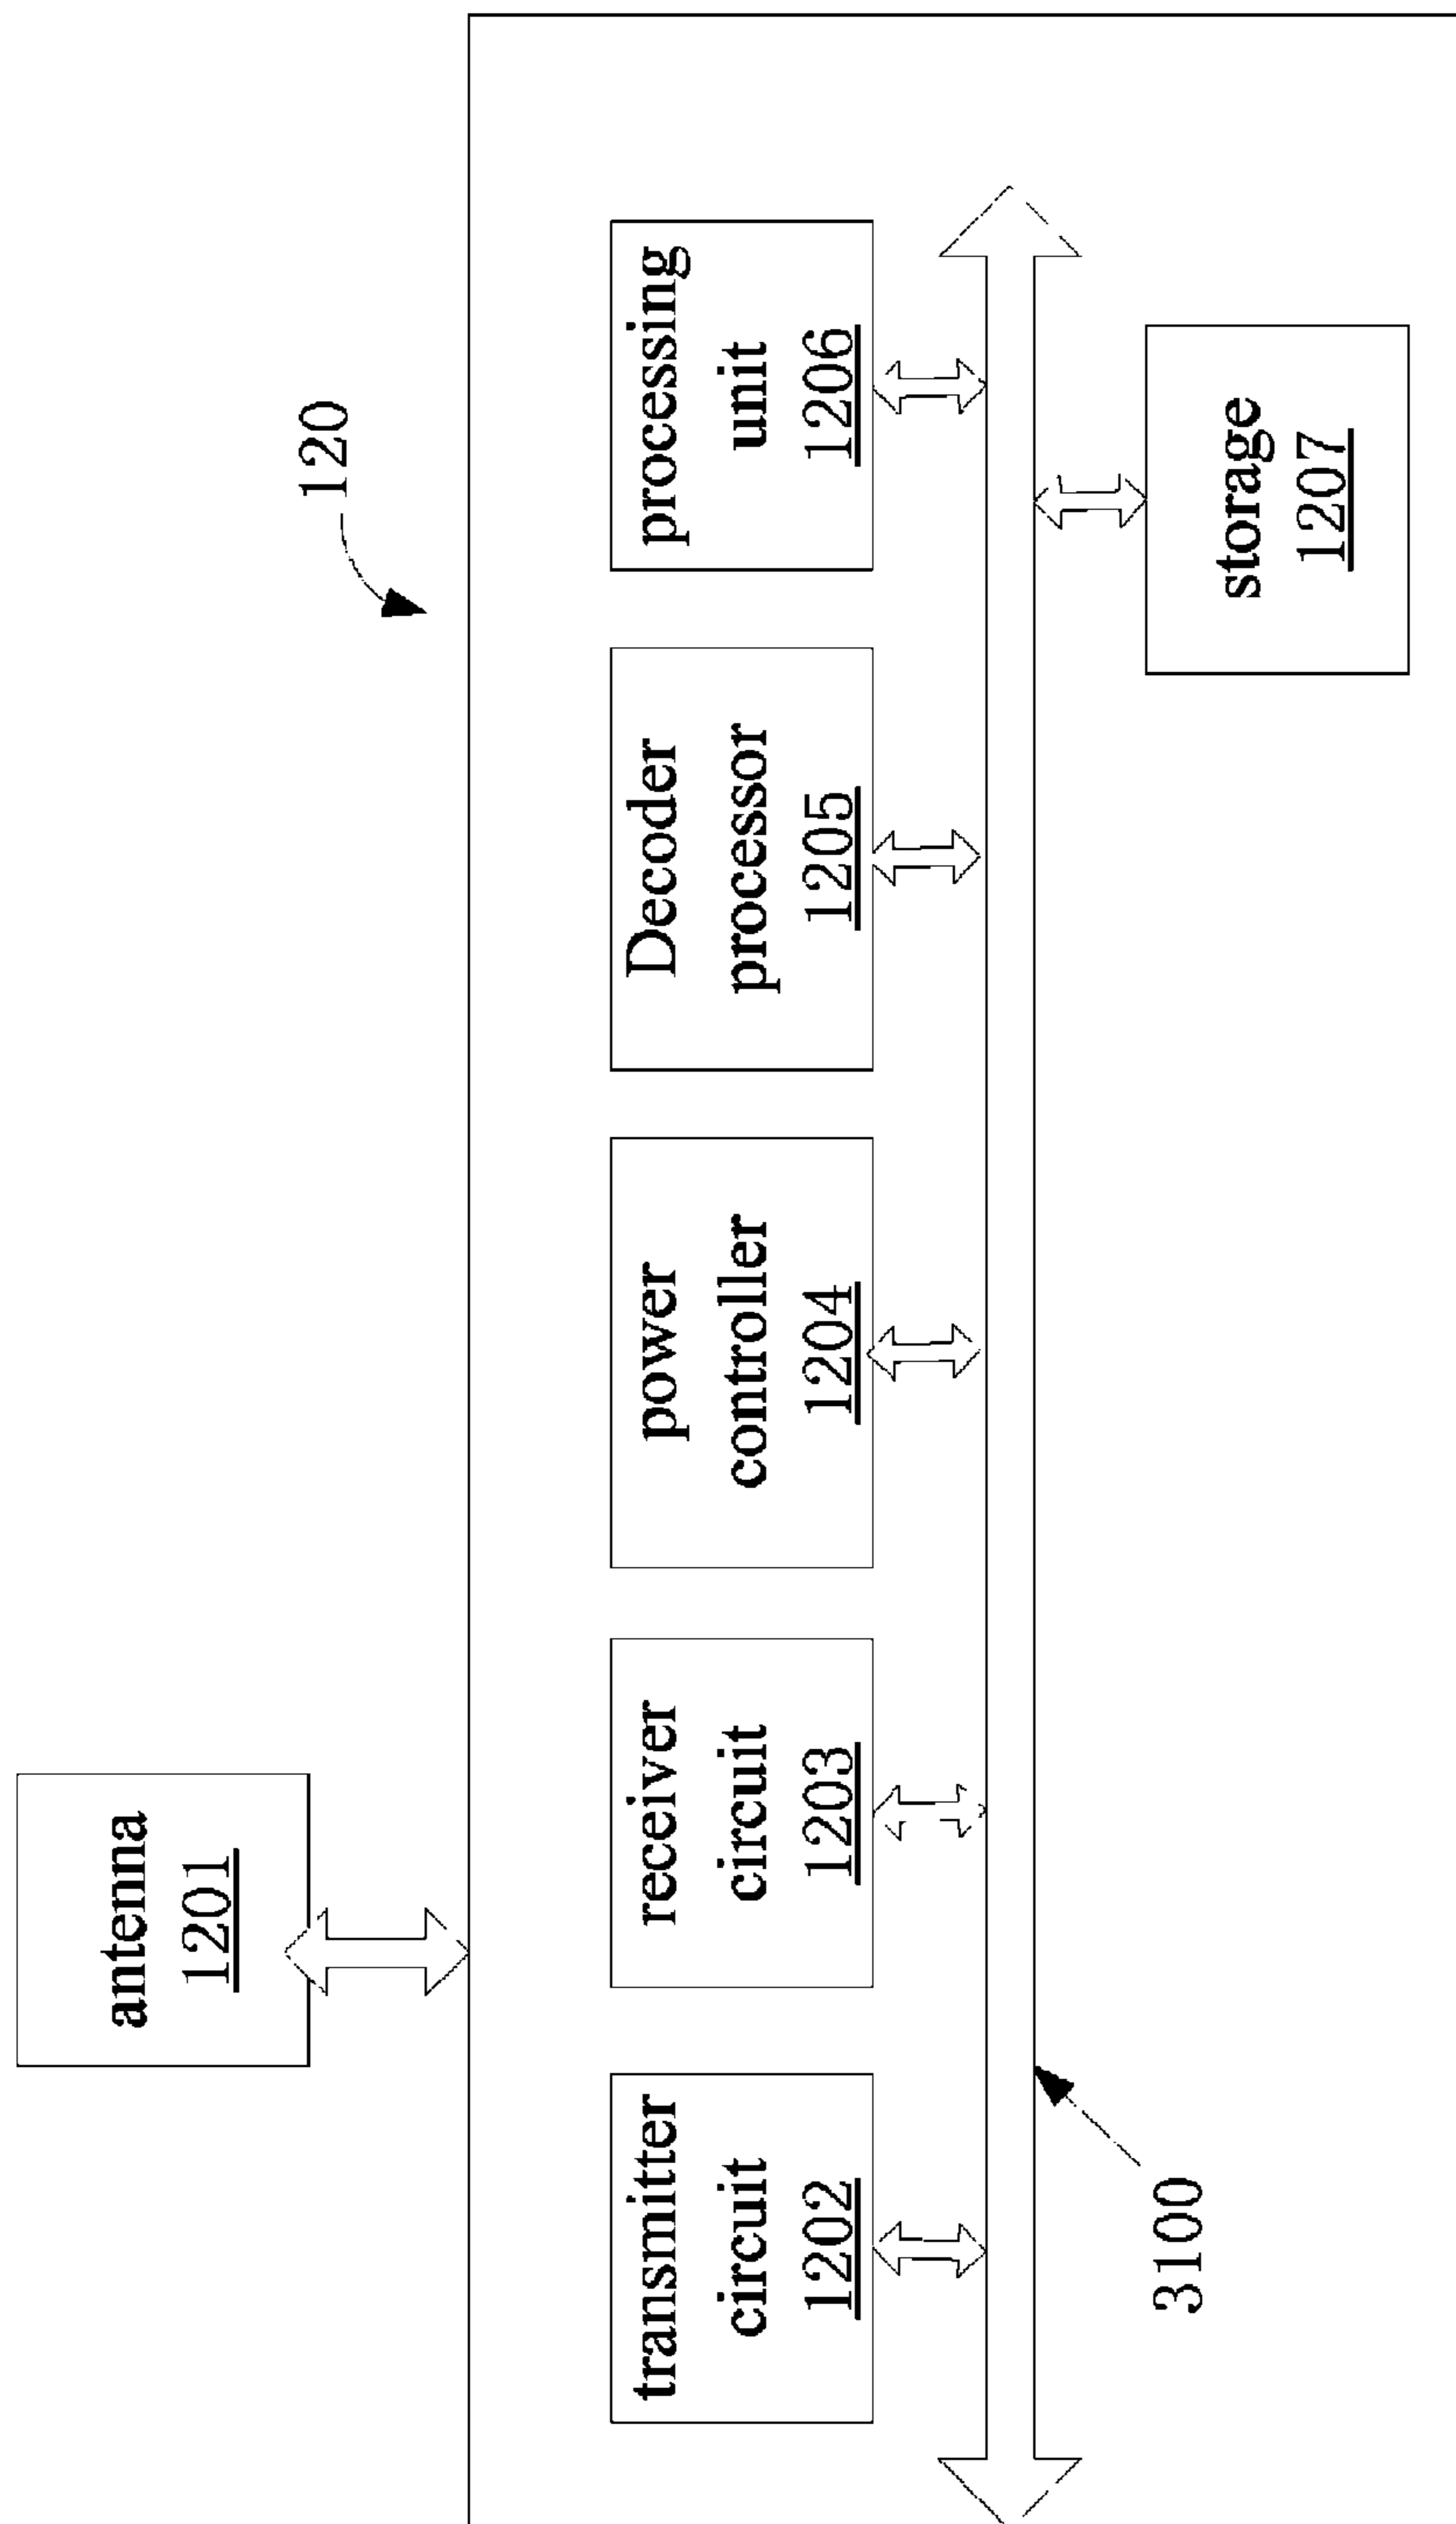 antenna
1201
120
transmitter
circuit
1202
receiver
circuit
1203
power
controller
1204
Decoder
processor
1205
processing
unit
1206
3100
storage
1207